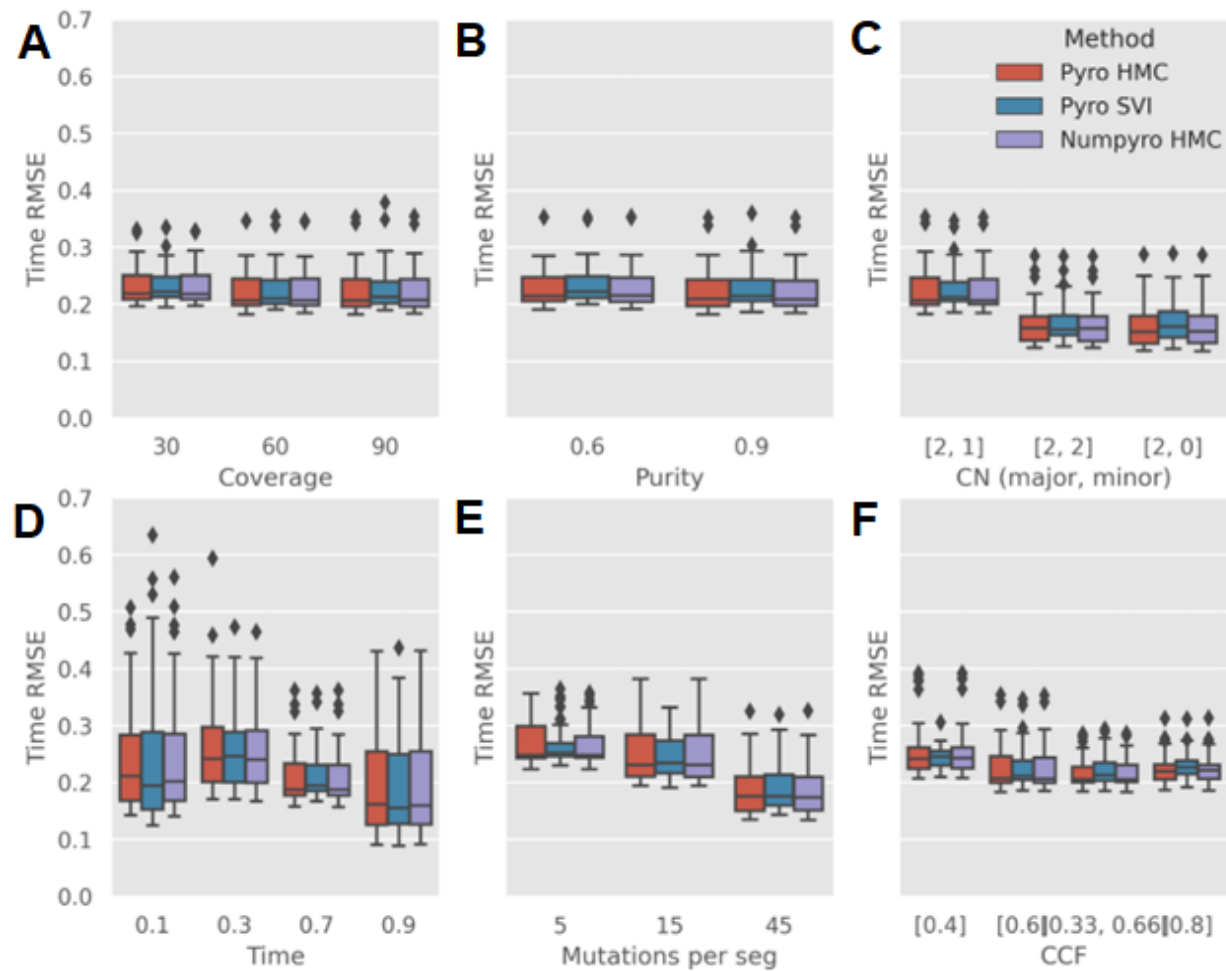 A
0.7
0.6
0.5
0.4
0.3
0.2
0.1
0.0
Time RMSE
30 60 90
Coverage
B
Time RMSE
0.6 0.9
Purity
C
Time RMSE
Method
Pyro HMC
Pyro SVI
Numpyro HMC
[2, 1] [2, 2] [2, 0]
CN (major, minor)
D
0.7
0.6
0.5
0.4
0.3
0.2
0.1
0.0
Time RMSE
0.1 0.3 0.7 0.9
Time
E
Time RMSE
5 15 45
Mutations per seg
F
Time RMSE
[0.4] [0.6][0.33, 0.66][0.8]
CCF